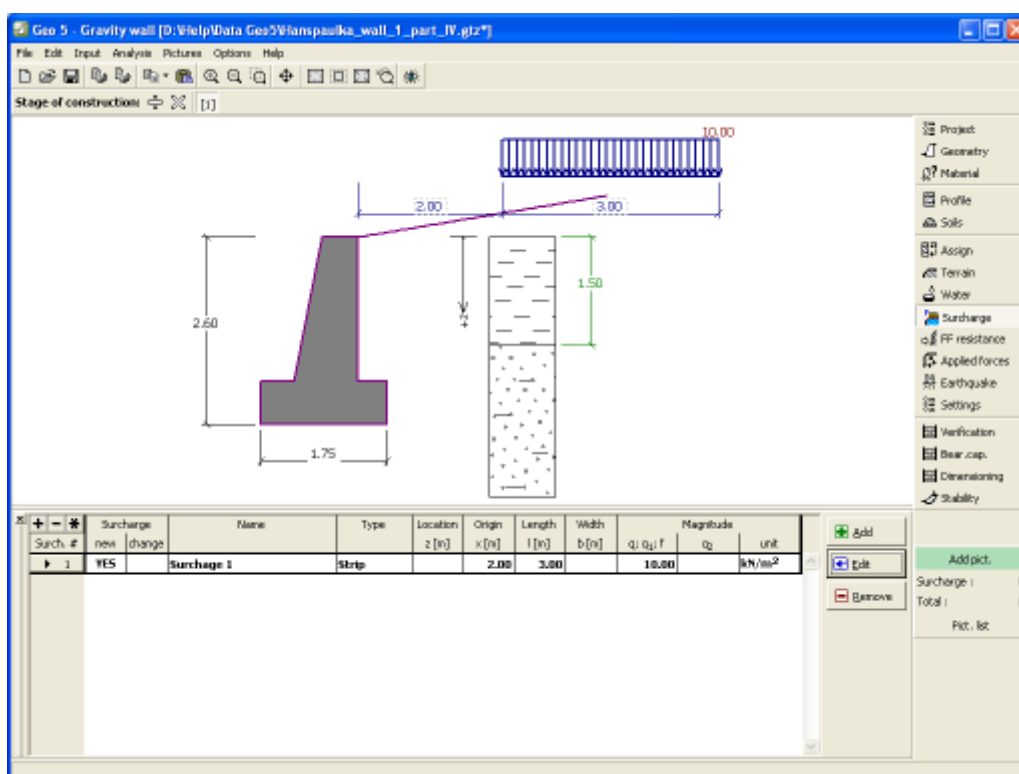 Geo 5 - Gravity wall [D:\Help\Data Geo5\Hanspaulka_wall_1_part_IV.gtz*]
File Edit Input Analysis Pictures Options Help
Stage of construction: [1]
10.00
2.00 3.00
1.50
+z
2.60
1.75
Project
Geometry
Material
Profile
Soils
Assign
Terrain
Water
Surcharge
FF resistance
Applied forces
Earthquake
Settings
Verification
Bear.cap.
Dimensioning
Stability
Surcharge Name Type Location Origin Length Width Magnitude
Surch. # new change z [m] x [m] l [m] b [m] q; q1; f q2 unit
1 YES Surchage 1 Strip 2.00 3.00 10.00 kN/m²
Add
Edit
Remove
Add pict.
Surcharge :
Total :
Pict. list